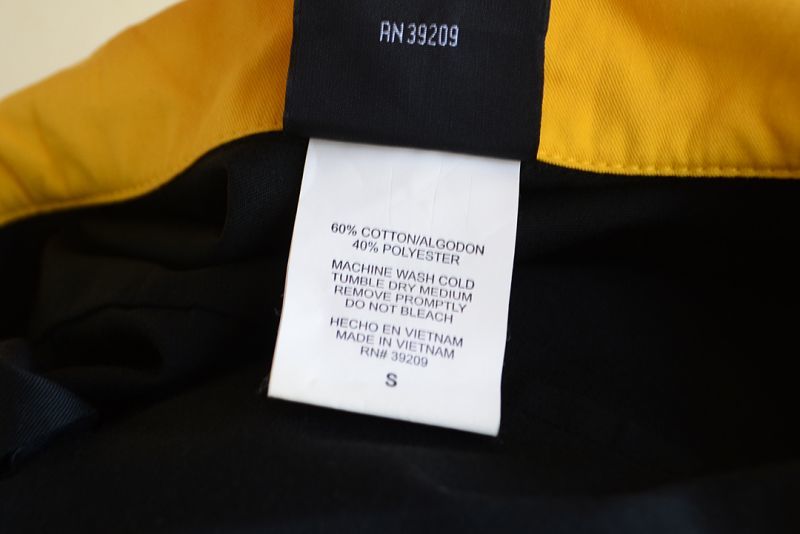 RN 39209
60% COTTON/ALGODON
40% POLYESTER
MACHINE WASH COLD
TUMBLE DRY MEDIUM
REMOVE PROMPTLY
DO NOT BLEACH
HECHO EN VIETNAM
MADE IN VIETNAM
RN# 39209
S